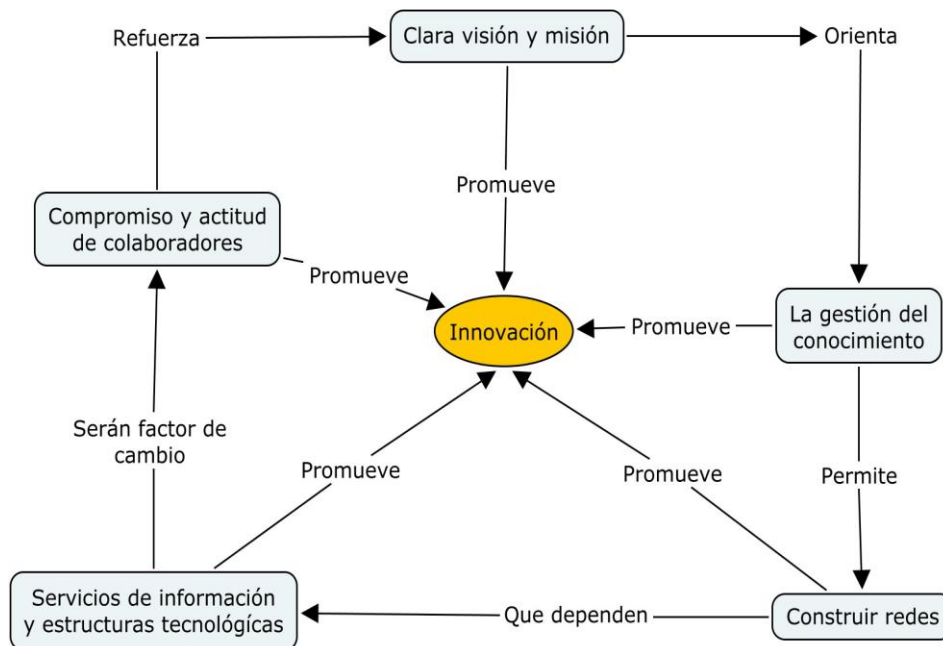 Refuerza
Clara visión y misión
Orienta
Promueve
Compromiso y actitud
de colaboradores
Promueve
Innovación
Promueve
La gestión del
conocimiento
Serán factor de
cambio
Promueve
Promueve
Permite
Servicios de información
y estructuras tecnológícas
Que dependen
Construir redes